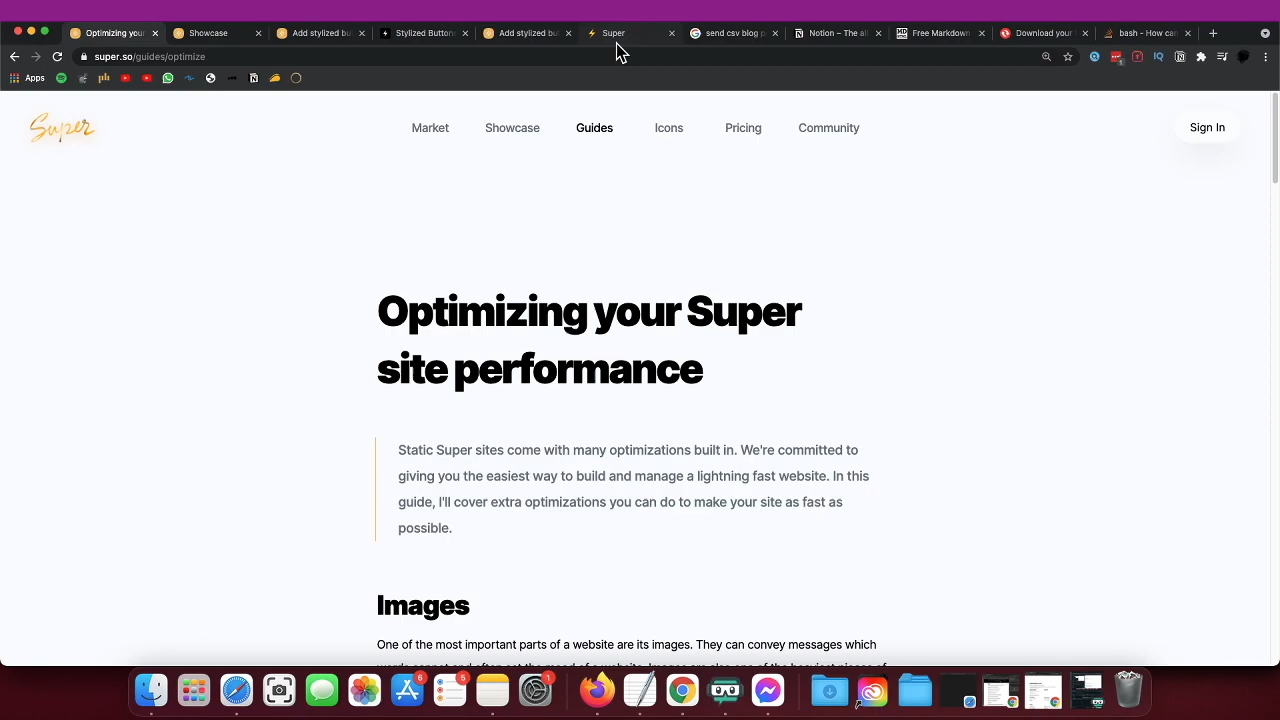 Optimizing your
Showcase
Add stylized bu
Stylized Button
Add stylized bu
Super
send csv blog p
Notion – The all
Free Markdown
Download your
bash - How can
super.so/guides/optimize
1
Apps
Super
Market
Showcase
Guides
Icons
Pricing
Community
Sign In
Optimizing your Super
site performance
Static Super sites come with many optimizations built in. We're committed to
giving you the easiest way to build and manage a lightning fast website. In this
guide, I'll cover extra optimizations you can do to make your site as fast as
possible.
Images
One of the most important parts of a website are its images. They can convey messages which
6
5
1